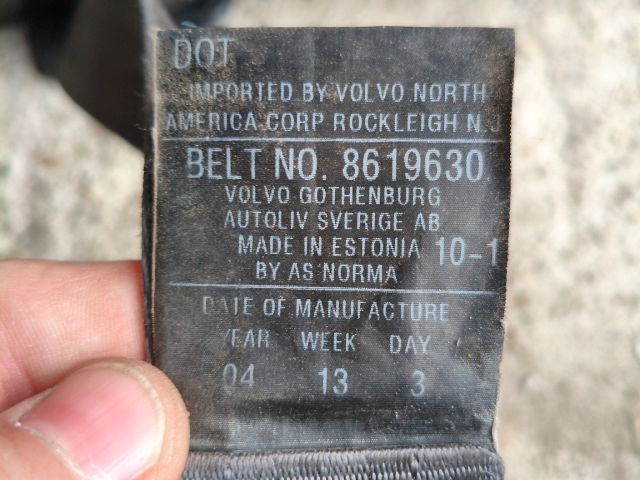 DOT
IMPORTED BY VOLVO NORTH
AMERICA CORP ROCKLEIGH N.J
BELT NO. 8619630.
VOLVO GOTHENBURG
AUTOLIV SVERIGE AB
MADE IN ESTONIA 10-1
BY AS NORMA
DATE OF MANUFACTURE
YEAR WEEK DAY
04 13 3